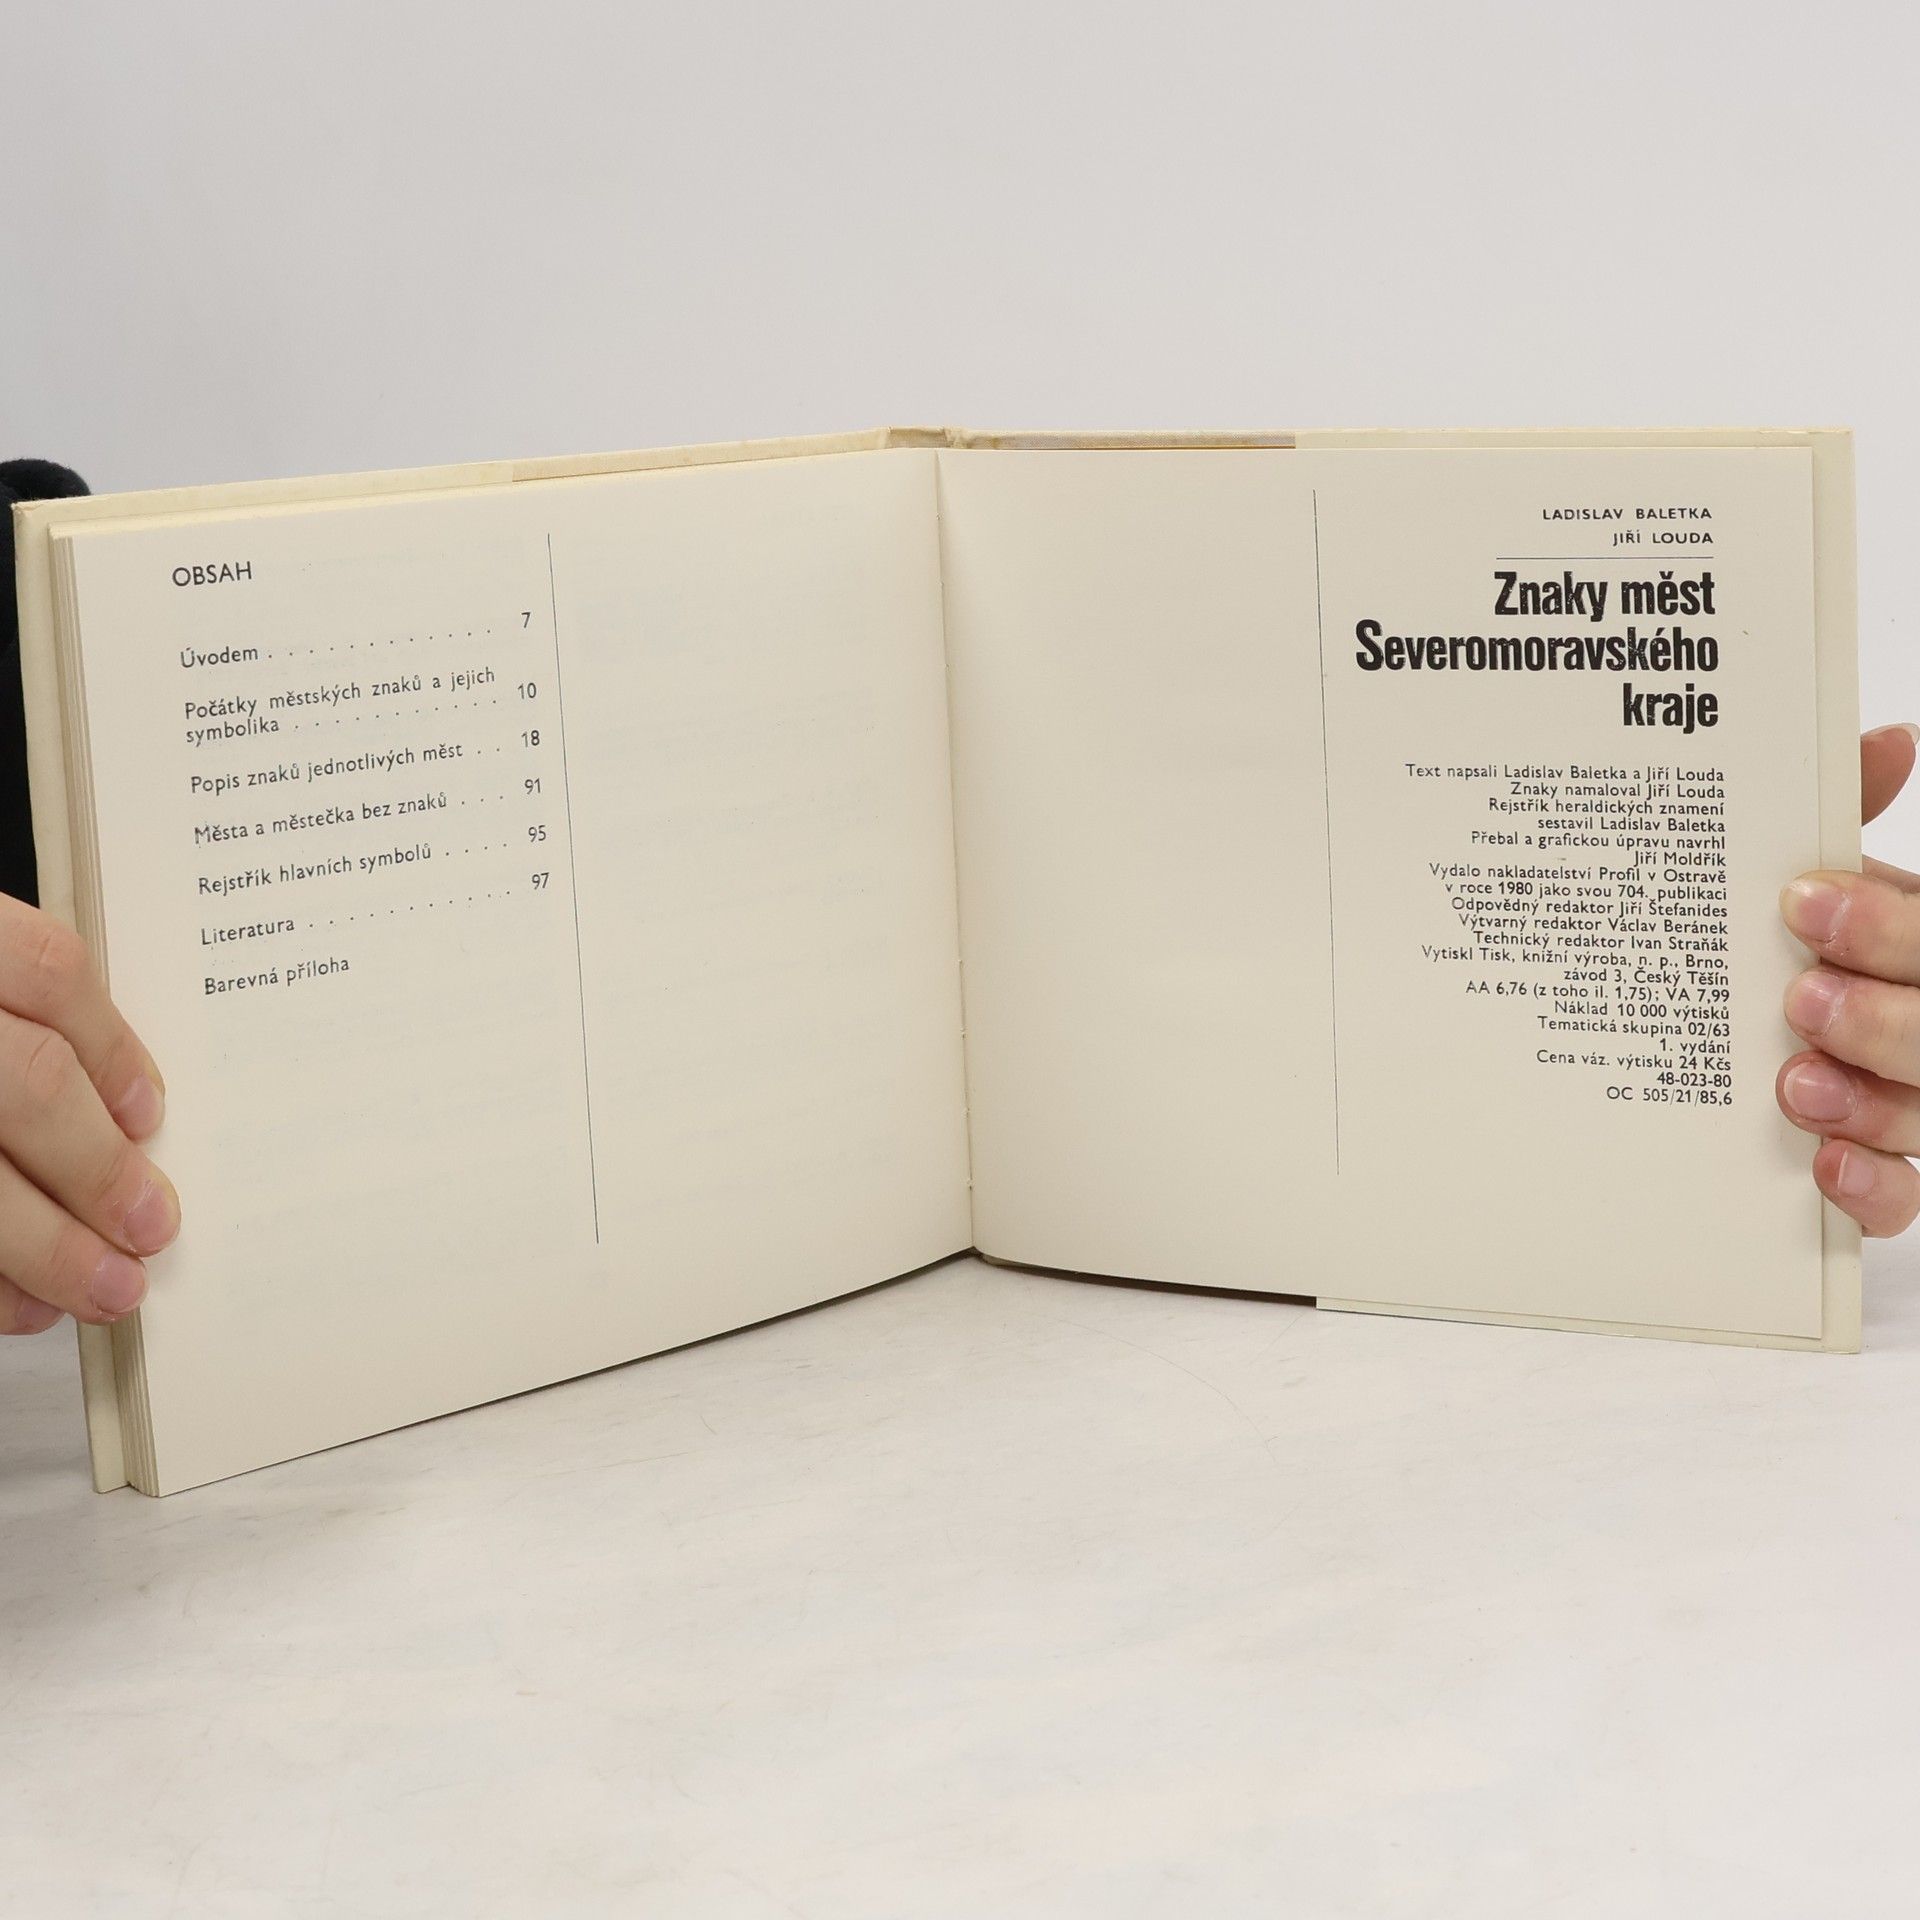 OBSAH
Úvodem . . . . . . . . . . . . 7
Počátky městských znaků a jejich
symbolika . . . . . . . . . . . 10
Popis znaků jednotlivých měst . . 18
Města a městečka bez znaků . . . 91
Rejstřík hlavních symbolů . . . . 95
Literatura . . . . . . . . . . . 97
Barevná příloha
LADISLAV BALETKA
JIŘÍ LOUDA
Znaky měst
Severomoravského
kraje
Text napsali Ladislav Baletka a Jiří Louda
Znaky namaloval Jiří Louda
Rejstřík heraldických znamení
sestavil Ladislav Baletka
Přebal a grafickou úpravu navrhl
Jiří Moldřík
Vydalo nakladatelství Profil v Ostravě
v roce 1980 jako svou 704. publikaci
Odpovědný redaktor Jiří Štefanides
Výtvarný redaktor Václav Beránek
Technický redaktor Ivan Straňák
Vytiskl Tisk, knižní výroba, n. p., Brno,
závod 3, Český Těšín
AA 6,76 (z toho il. 1,75); VA 7,99
Náklad 10 000 výtisků
Tematická skupina 02/63
1. vydání
Cena váz. výtisku 24 Kčs
48-023-80
OC 505/21/85,6